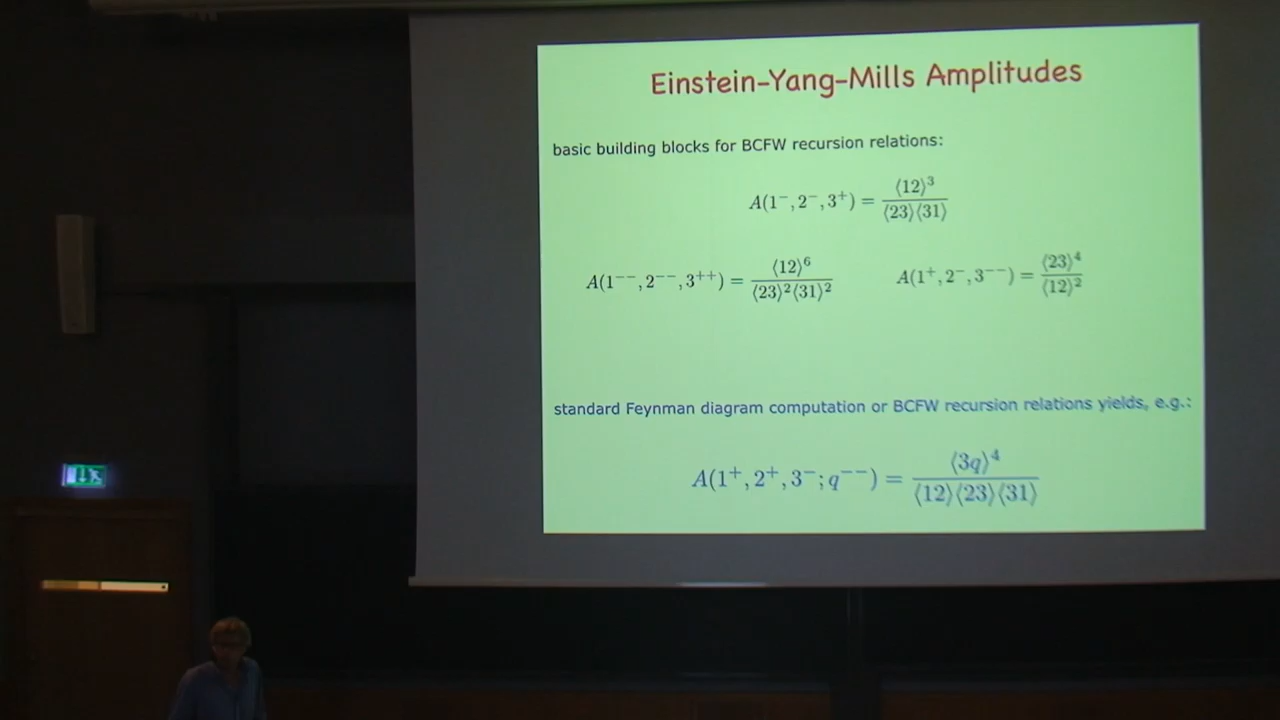 Einstein-Yang-Mills Amplitudes
basic building blocks for BCFW recursion relations:
A(1⁻, 2⁻, 3⁺) = ⟨12⟩³ / ⟨23⟩⟨31⟩
A(1⁻⁻, 2⁻⁻, 3⁺⁺) = ⟨12⟩⁶ / ⟨23⟩²⟨31⟩² A(1⁺, 2⁻, 3⁻⁻) = ⟨23⟩⁴ / ⟨12⟩²
standard Feynman diagram computation or BCFW recursion relations yields, e.g.:
A(1⁺, 2⁺, 3⁻; q⁻⁻) = ⟨3q⟩⁴ / ⟨12⟩⟨23⟩⟨31⟩